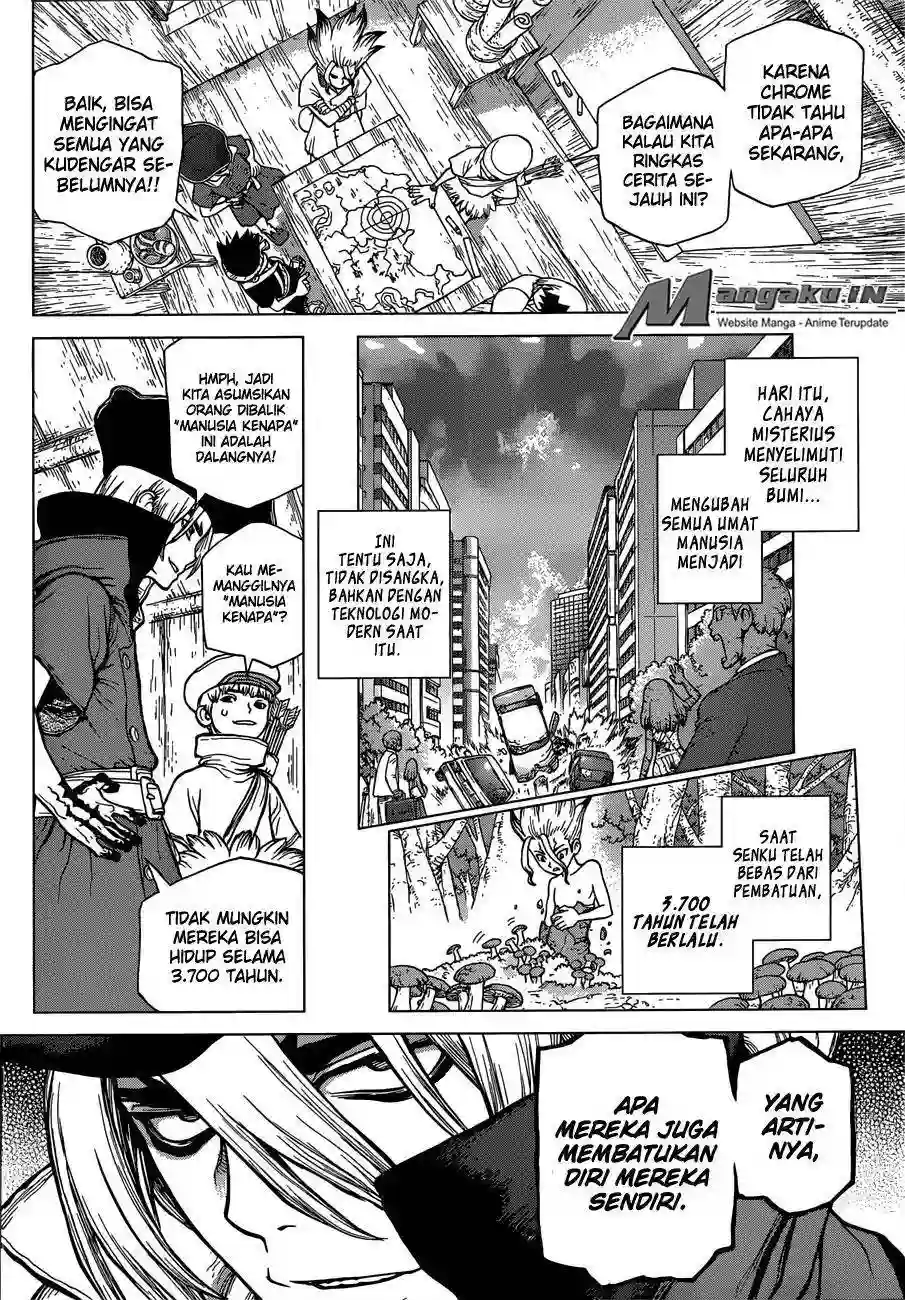 KARENA
CHROME
TIDAK TAHU
APA-APA
SEKARANG,
BAGAIMANA
KALAU KITA
RINGKAS
CERITA SE-
JAUH INI?
BAIK, BISA
MENGINGAT
SEMUA YANG
KUDENGAR SE-
BELUMNYA!!
Mangaku.IN
Website Manga - Anime Terupdate
HARI ITU,
CAHAYA
MISTERIUS
MENYELIMUTI
SELURUH
BUMI...
MENGUBAH
SEMUA UMAT
MANUSIA
MENJADI
INI
TENTU SAJA,
TIDAK DISANGKA,
BAHKAN DENGAN
TEKNOLOGI MO-
DERN SAAT
ITU.
SAAT
SENKU TELAH
BEBAS DARI
PEMBATUAN,
3.700
TAHUN TELAH
BERLALU.
HMPH, JADI
KITA ASUMSIKAN
ORANG DIBALIK
"MANUSIA KENAPA"
INI ADALAH
DALANGNYA!
KAU ME-
MANGGILNYA
"MANUSIA
KENAPA"?
TIDAK MUNGKIN
MEREKA BISA
HIDUP SELAMA
3.700 TAHUN.
YANG
ARTI-
NYA,
APA
MEREKA JUGA
MEMBATUKAN
DIRI MEREKA
SENDIRI.